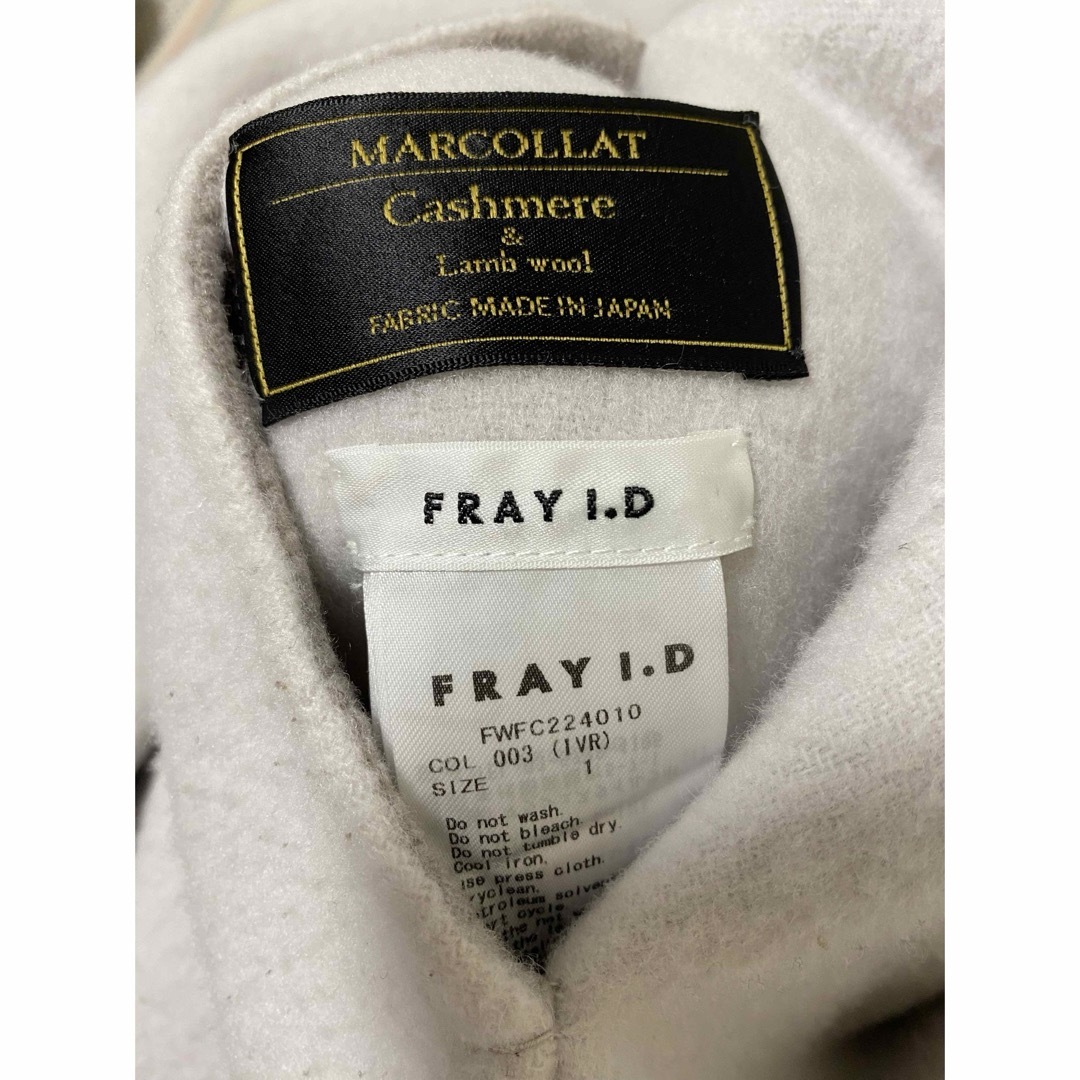 MARCOLLAT
Cashmere
&
Lamb wool
FABRIC MADE IN JAPAN
FRAY I.D
FRAY I.D
FWFC224010
COL 003 (IVR)
SIZE 1
Do not wash.
Do not bleach.
Do not tumble dry.
Cool iron.
press cloth.
cycle